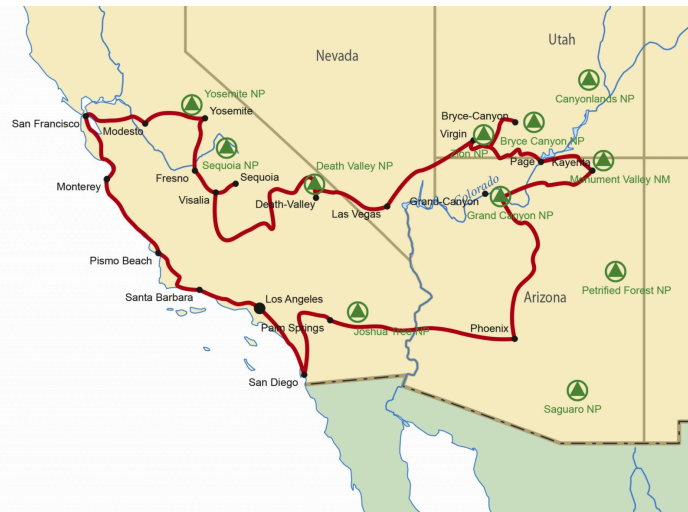 Utah
Nevada
Canyonlands NP
Yosemite NP
Yosemite
San Francisco
Modesto
Bryce-Canyon
Bryce Canyon NP
Virgin
Zion NP
Sequoia NP
Sequoia
Fresno
Visalia
Monterey
Death Valley NP
Death-Valley
Las Vegas
Page
Kayenta
Monument Valley NM
Colorado
Grand-Canyon
Grand Canyon NP
Pismo Beach
Santa Barbara
Los Angeles
Palm Springs
Joshua Tree NP
Arizona
Petrified Forest NP
Phoenix
San Diego
Saguaro NP